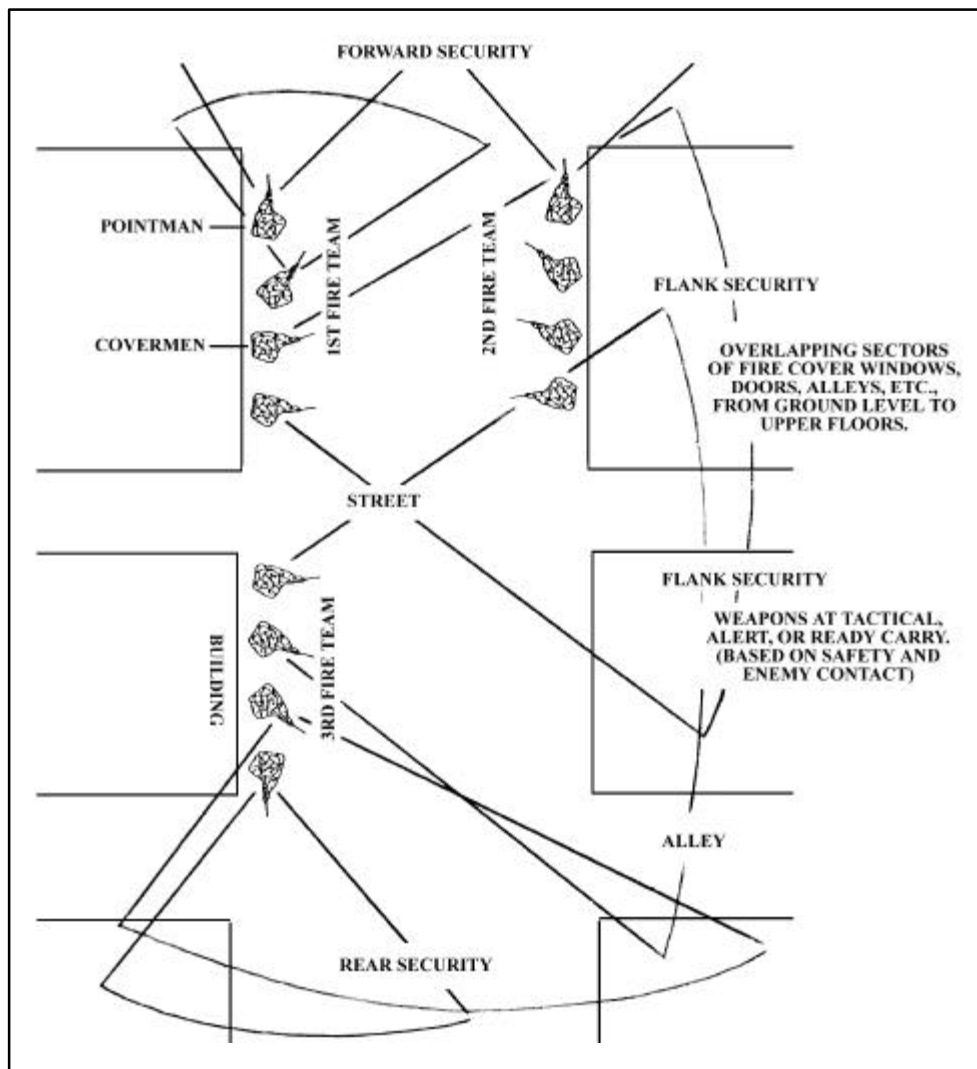 FORWARD SECURITY
POINTMAN
1ST FIRE TEAM
2ND FIRE TEAM
FLANK SECURITY
COVERMEN
OVERLAPPING SECTORS
OF FIRE COVER WINDOWS,
DOORS, ALLEYS, ETC.,
FROM GROUND LEVEL TO
UPPER FLOORS.
STREET
FLANK SECURITY
WEAPONS AT TACTICAL,
ALERT, OR READY CARRY.
(BASED ON SAFETY AND
ENEMY CONTACT)
BUILDING
3RD FIRE TEAM
ALLEY
REAR SECURITY